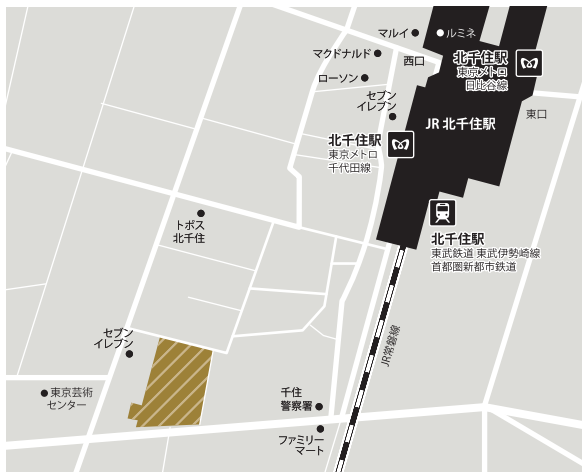 マルイ
ルミネ
マクドナルド
西口
北千住駅
東京メトロ
日比谷線
ローソン
セブン
イレブン
東口
JR 北千住駅
北千住駅
東京メトロ
千代田線
トポス
北千住
北千住駅
東武鉄道 東武伊勢崎線
首都圏新都市鉄道
JR常磐線
セブン
イレブン
東京芸術
センター
千住
警察署
ファミリー
マート